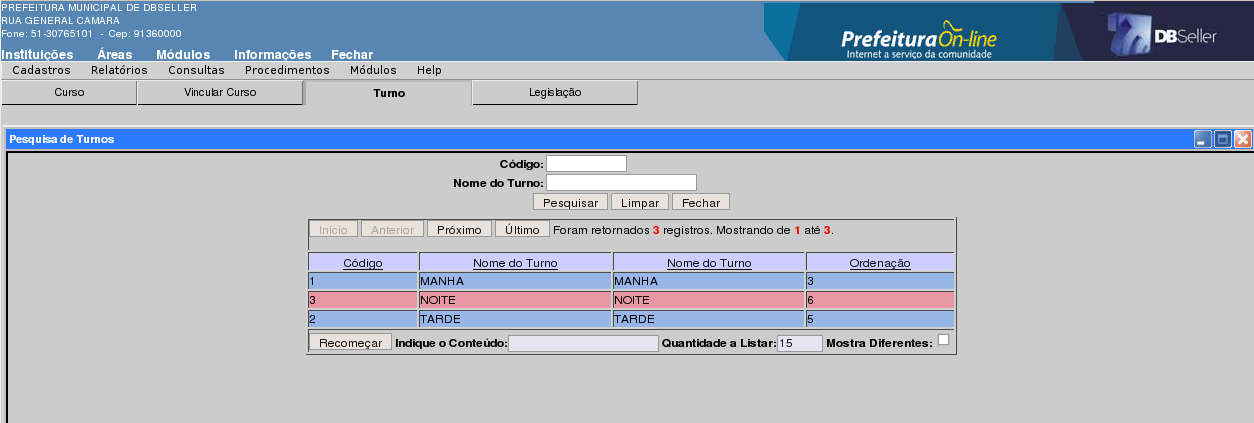 PREFEITURA MUNICIPAL DE DBSELLER
RUA GENERAL CAMARA
Fone: 51-30765101 - Cep: 91360000
Instituições Áreas Módulos Informações Fechar
PrefeituraOn-line
Internet a serviço da comunidade
DBSeller
Cadastros Relatórios Consultas Procedimentos Módulos Help
Curso Vincular Curso Turno Legislação
Pesquisa de Turnos
Código:
Nome do Turno:
Pesquisar Limpar Fechar
Início Anterior Próximo Último Foram retornados 3 registros. Mostrando de 1 até 3.
Código Nome do Turno Nome do Turno Ordenação
1 MANHA MANHA 3
3 NOITE NOITE 6
2 TARDE TARDE 5
Recomeçar Indique o Conteúdo: Quantidade a Listar: 15 Mostra Diferentes: